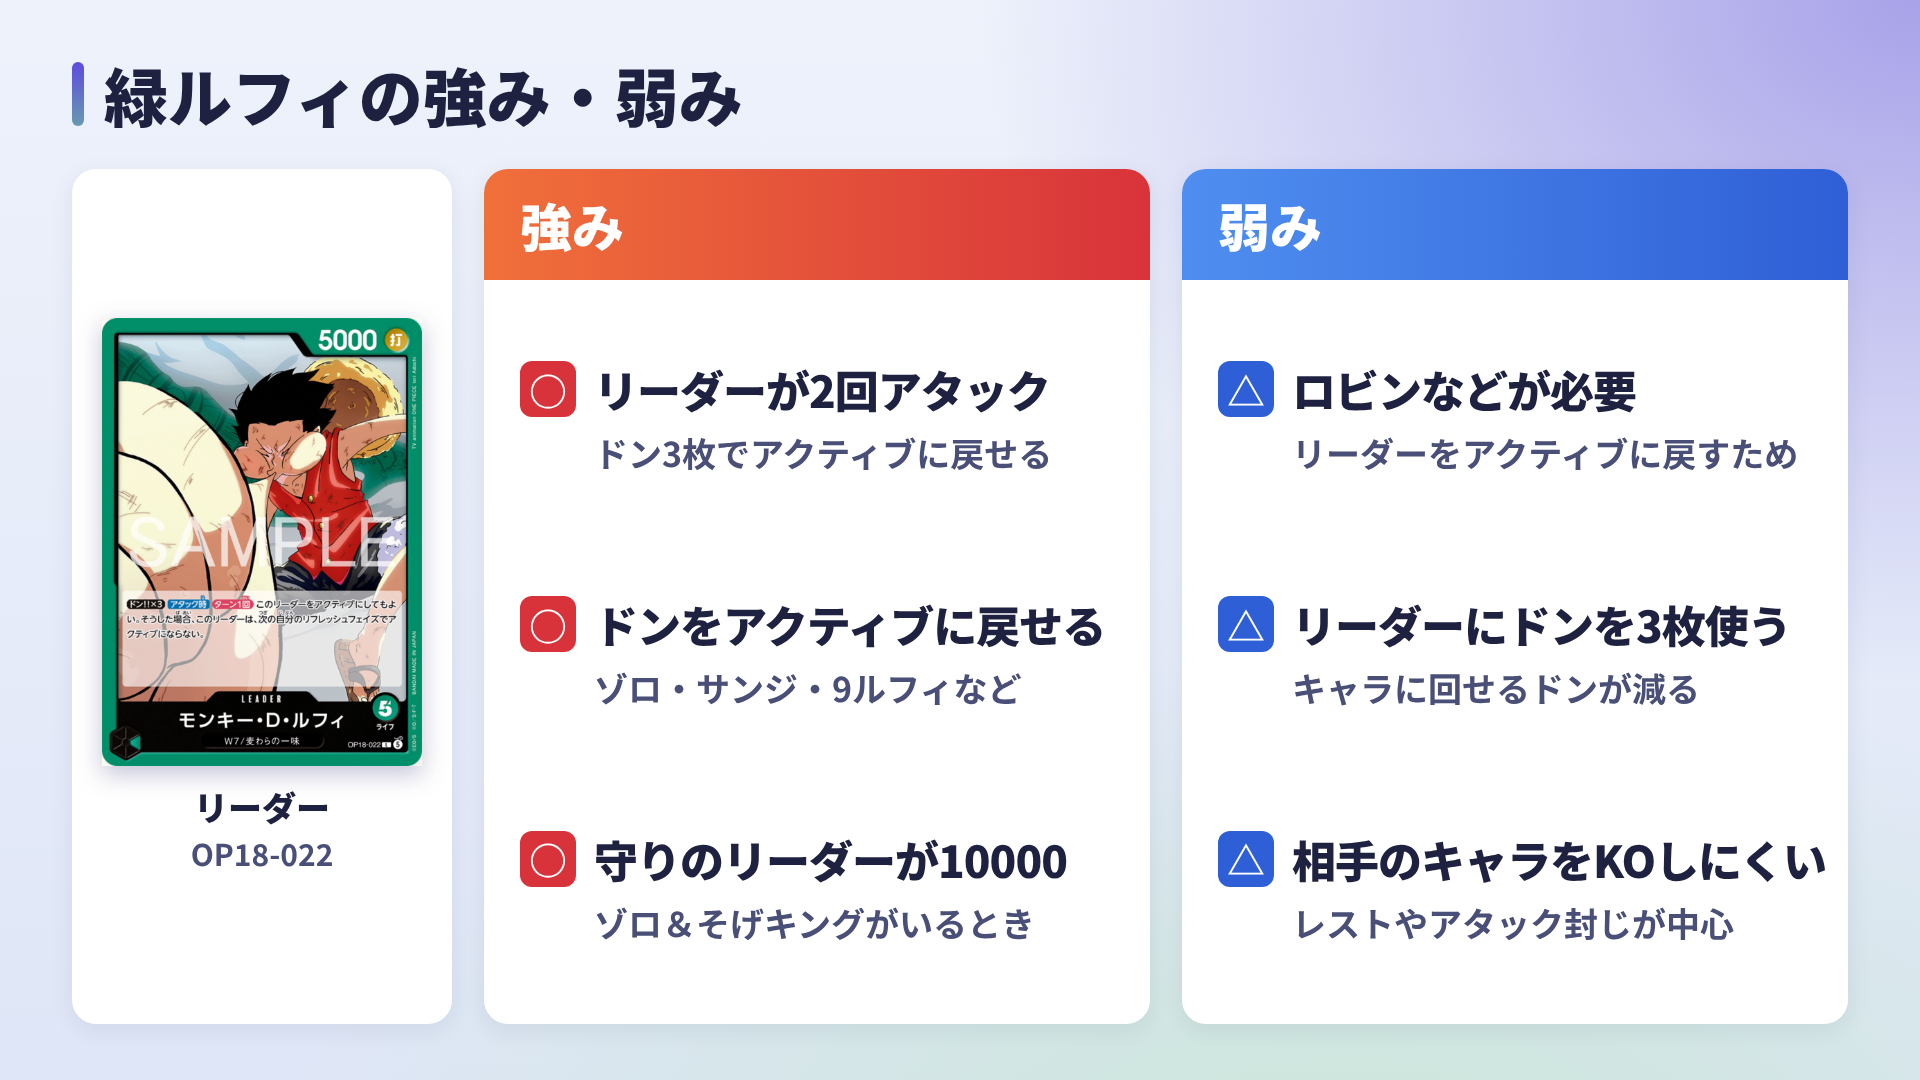 緑ルフィの強み・弱み
5000 打
SAMPLE
ドン!!×3 アタック時 ターン1回 このリーダーをアクティブにしてもよ
い。そうした場合、このリーダーは、次の自分のリフレッシュフェイズでア
クティブにならない。
LEADER
モンキー・D・ルフィ
5
ライフ
W7/麦わらの一味
OP18-022 L
リーダー
OP18-022
強み
○ リーダーが2回アタック
ドン3枚でアクティブに戻せる
○ ドンをアクティブに戻せる
ゾロ・サンジ・9ルフィなど
○ 守りのリーダーが10000
ゾロ＆そげキングがいるとき
弱み
△ ロビンなどが必要
リーダーをアクティブに戻すため
△ リーダーにドンを3枚使う
キャラに回せるドンが減る
△ 相手のキャラをKOしにくい
レストやアタック封じが中心